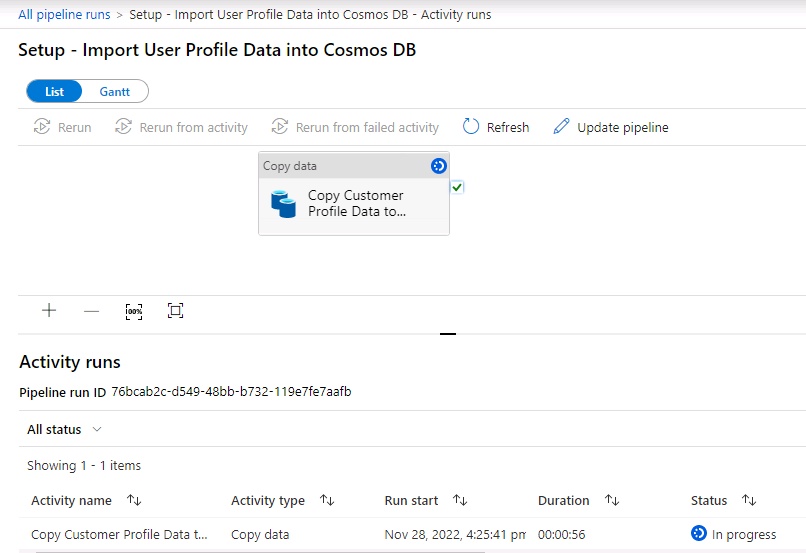 All pipeline runs > Setup - Import User Profile Data into Cosmos DB - Activity runs
Setup - Import User Profile Data into Cosmos DB
List Gantt
Rerun Rerun from activity Rerun from failed activity Refresh Update pipeline
Copy data
Copy Customer
Profile Data to...
100%
Activity runs
Pipeline run ID 76bcab2c-d549-48bb-b732-119e7fe7aafb
All status
Showing 1 - 1 items
Activity name Activity type Run start Duration Status
Copy Customer Profile Data t... Copy data Nov 28, 2022, 4:25:41 pm 00:00:56 In progress